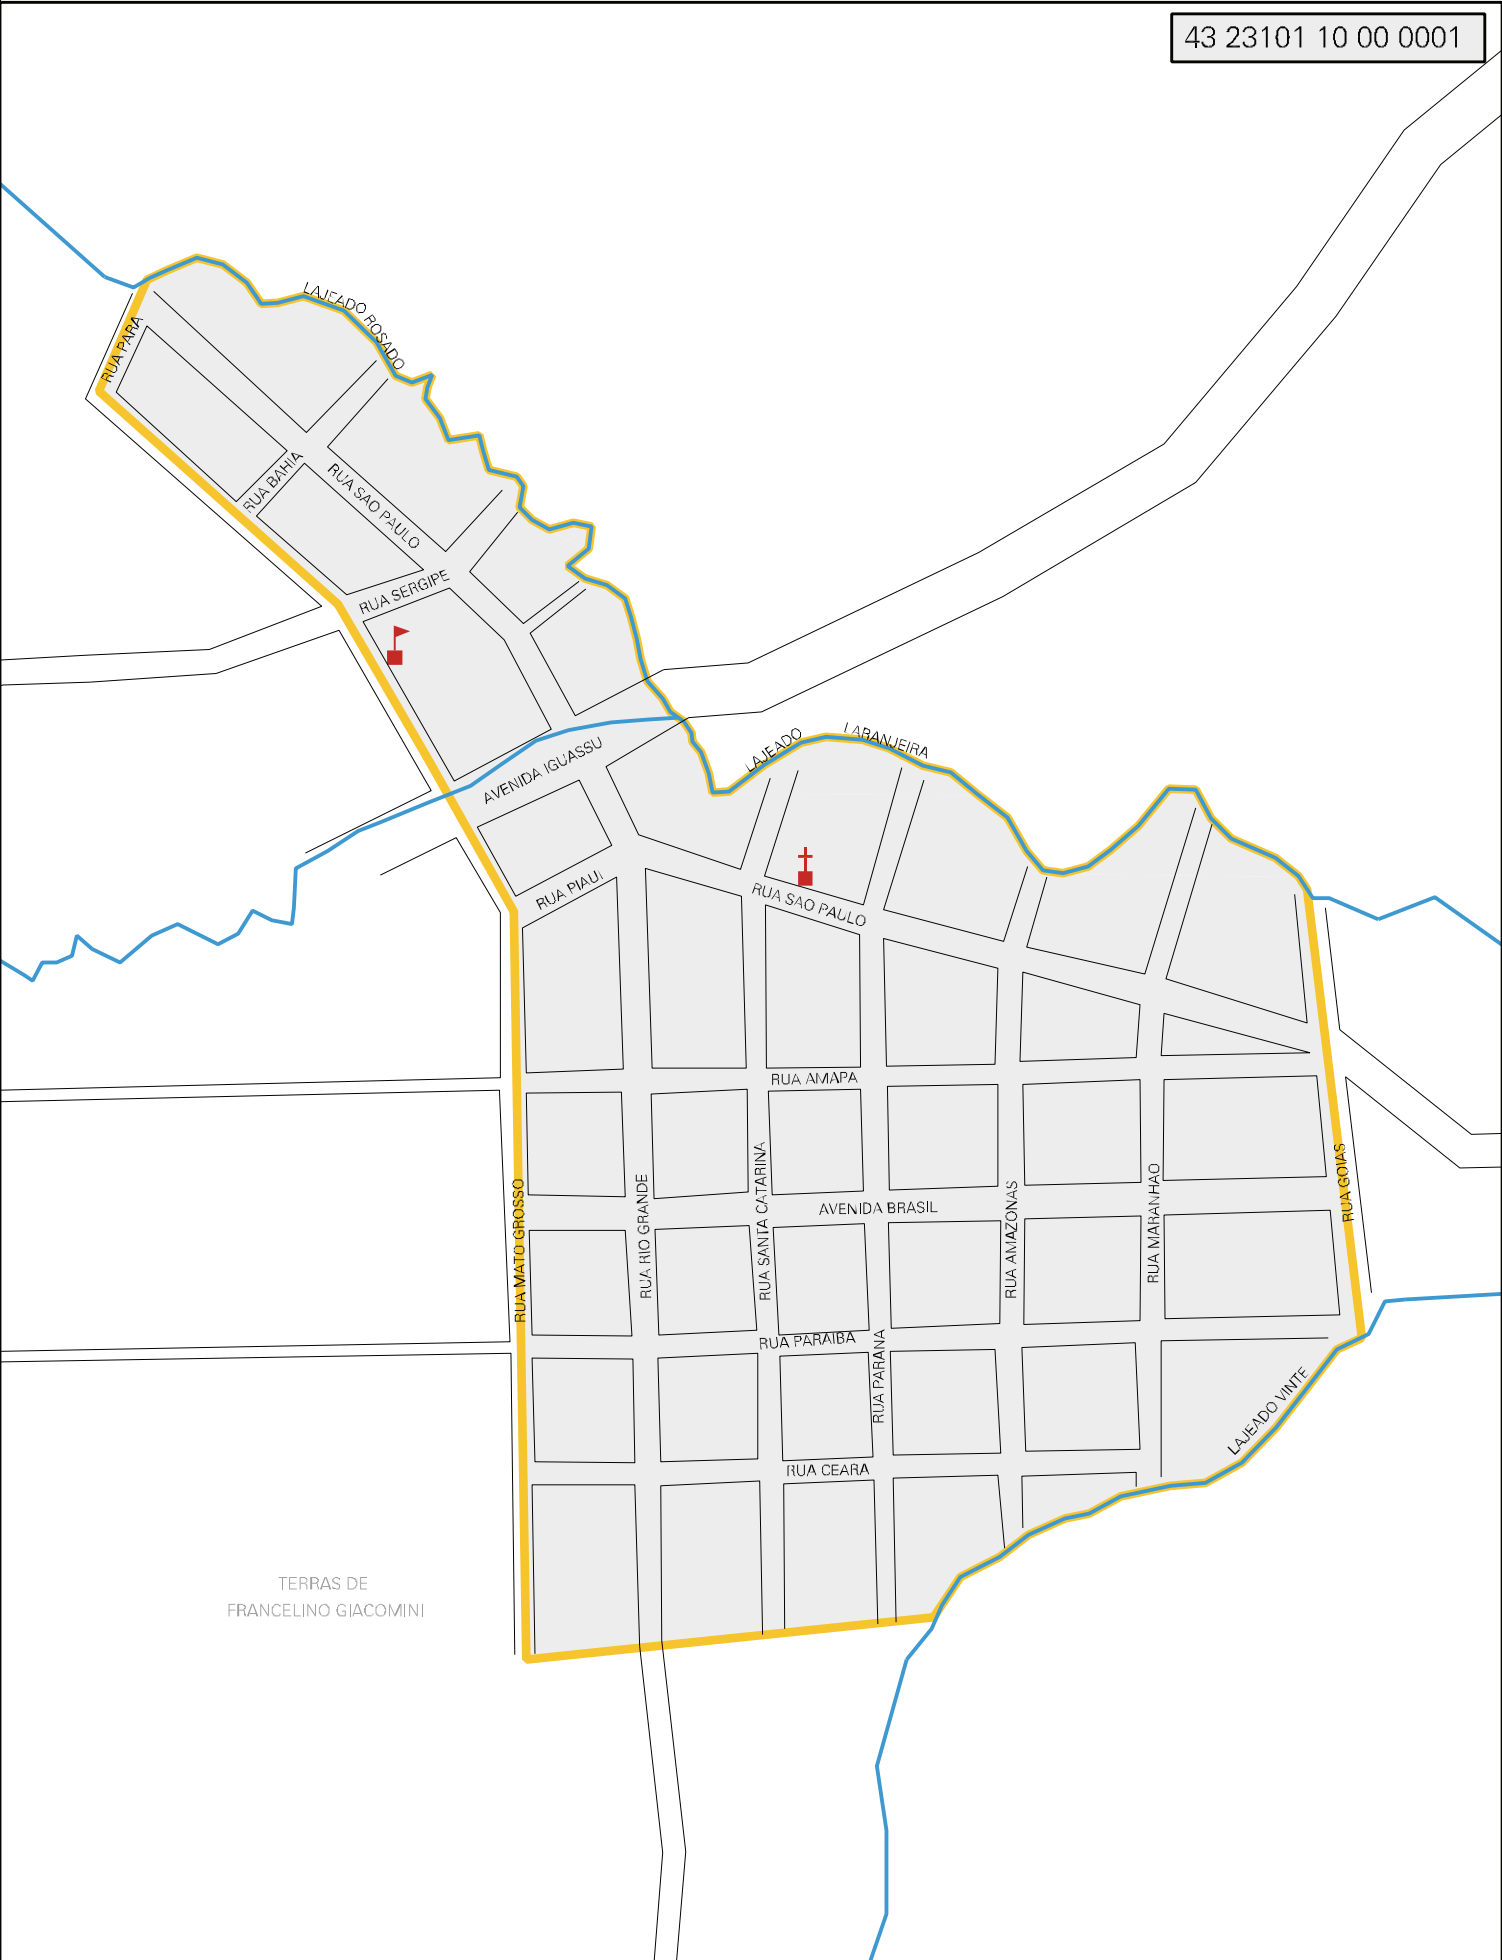 43 23101 10 00 0001
LAJEADO ROSADO
RUA PARA
RUA BAHIA
RUA SAO PAULO
RUA SERGIPE
AVENIDA IGUASSU
LAJEADO LARANJEIRA
RUA PIAUI
RUA SAO PAULO
RUA AMAPA
RUA MATO GROSSO
RUA RIO GRANDE
RUA SANTA CATARINA
AVENIDA BRASIL
RUA AMAZONAS
RUA MARANHAO
RUA GOIAS
RUA PARAIBA
RUA PARANA
LAJEADO VINTE
RUA CEARA
TERRAS DE
FRANCELINO GIACOMINI